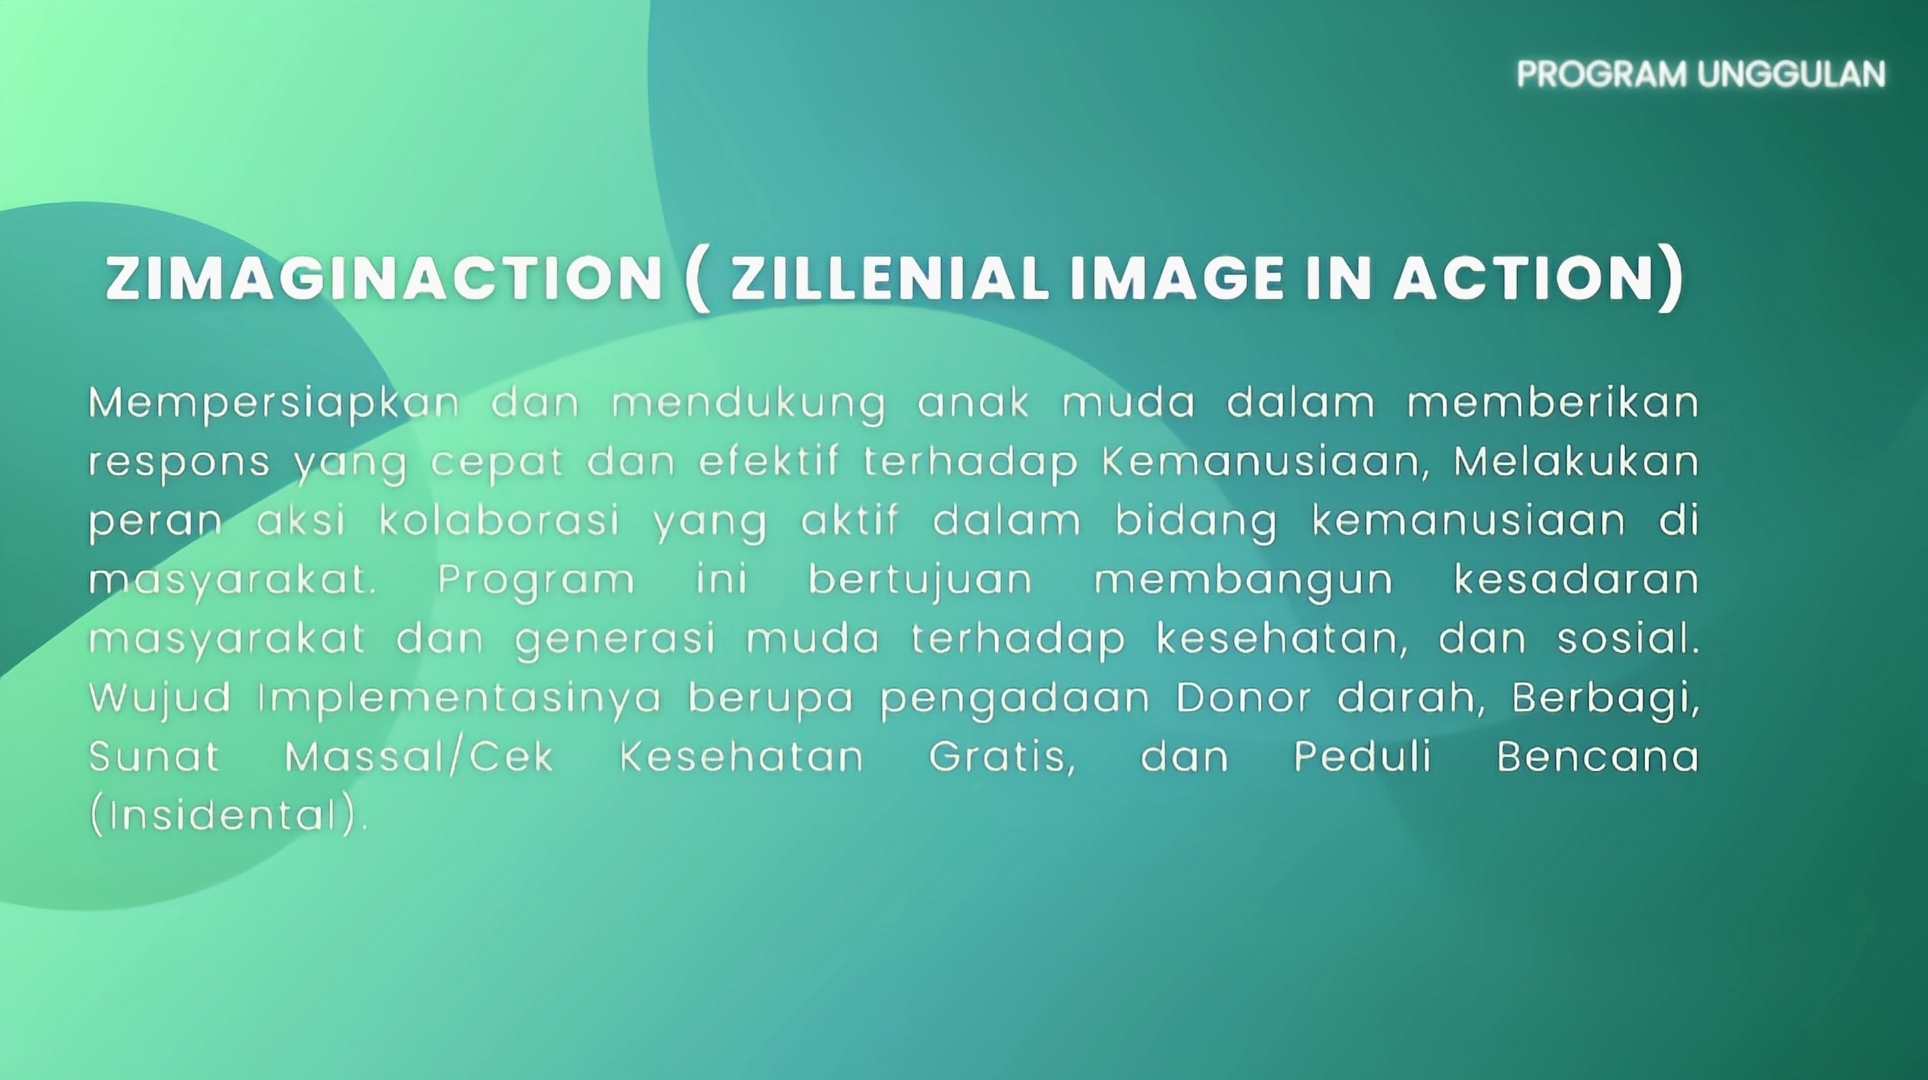 PROGRAM UNGGULAN
ZIMAGINACTION ( ZILLENIAL IMAGE IN ACTION)
Mempersiapkan dan mendukung anak muda dalam memberikan
respons yang cepat dan efektif terhadap Kemanusiaan, Melakukan
peran aksi kolaborasi yang aktif dalam bidang kemanusiaan di
masyarakat. Program ini bertujuan membangun kesadaran
masyarakat dan generasi muda terhadap kesehatan, dan sosial.
Wujud Implementasinya berupa pengadaan Donor darah, Berbagi,
Sunat Massal/Cek Kesehatan Gratis, dan Peduli Bencana
(Insidental).